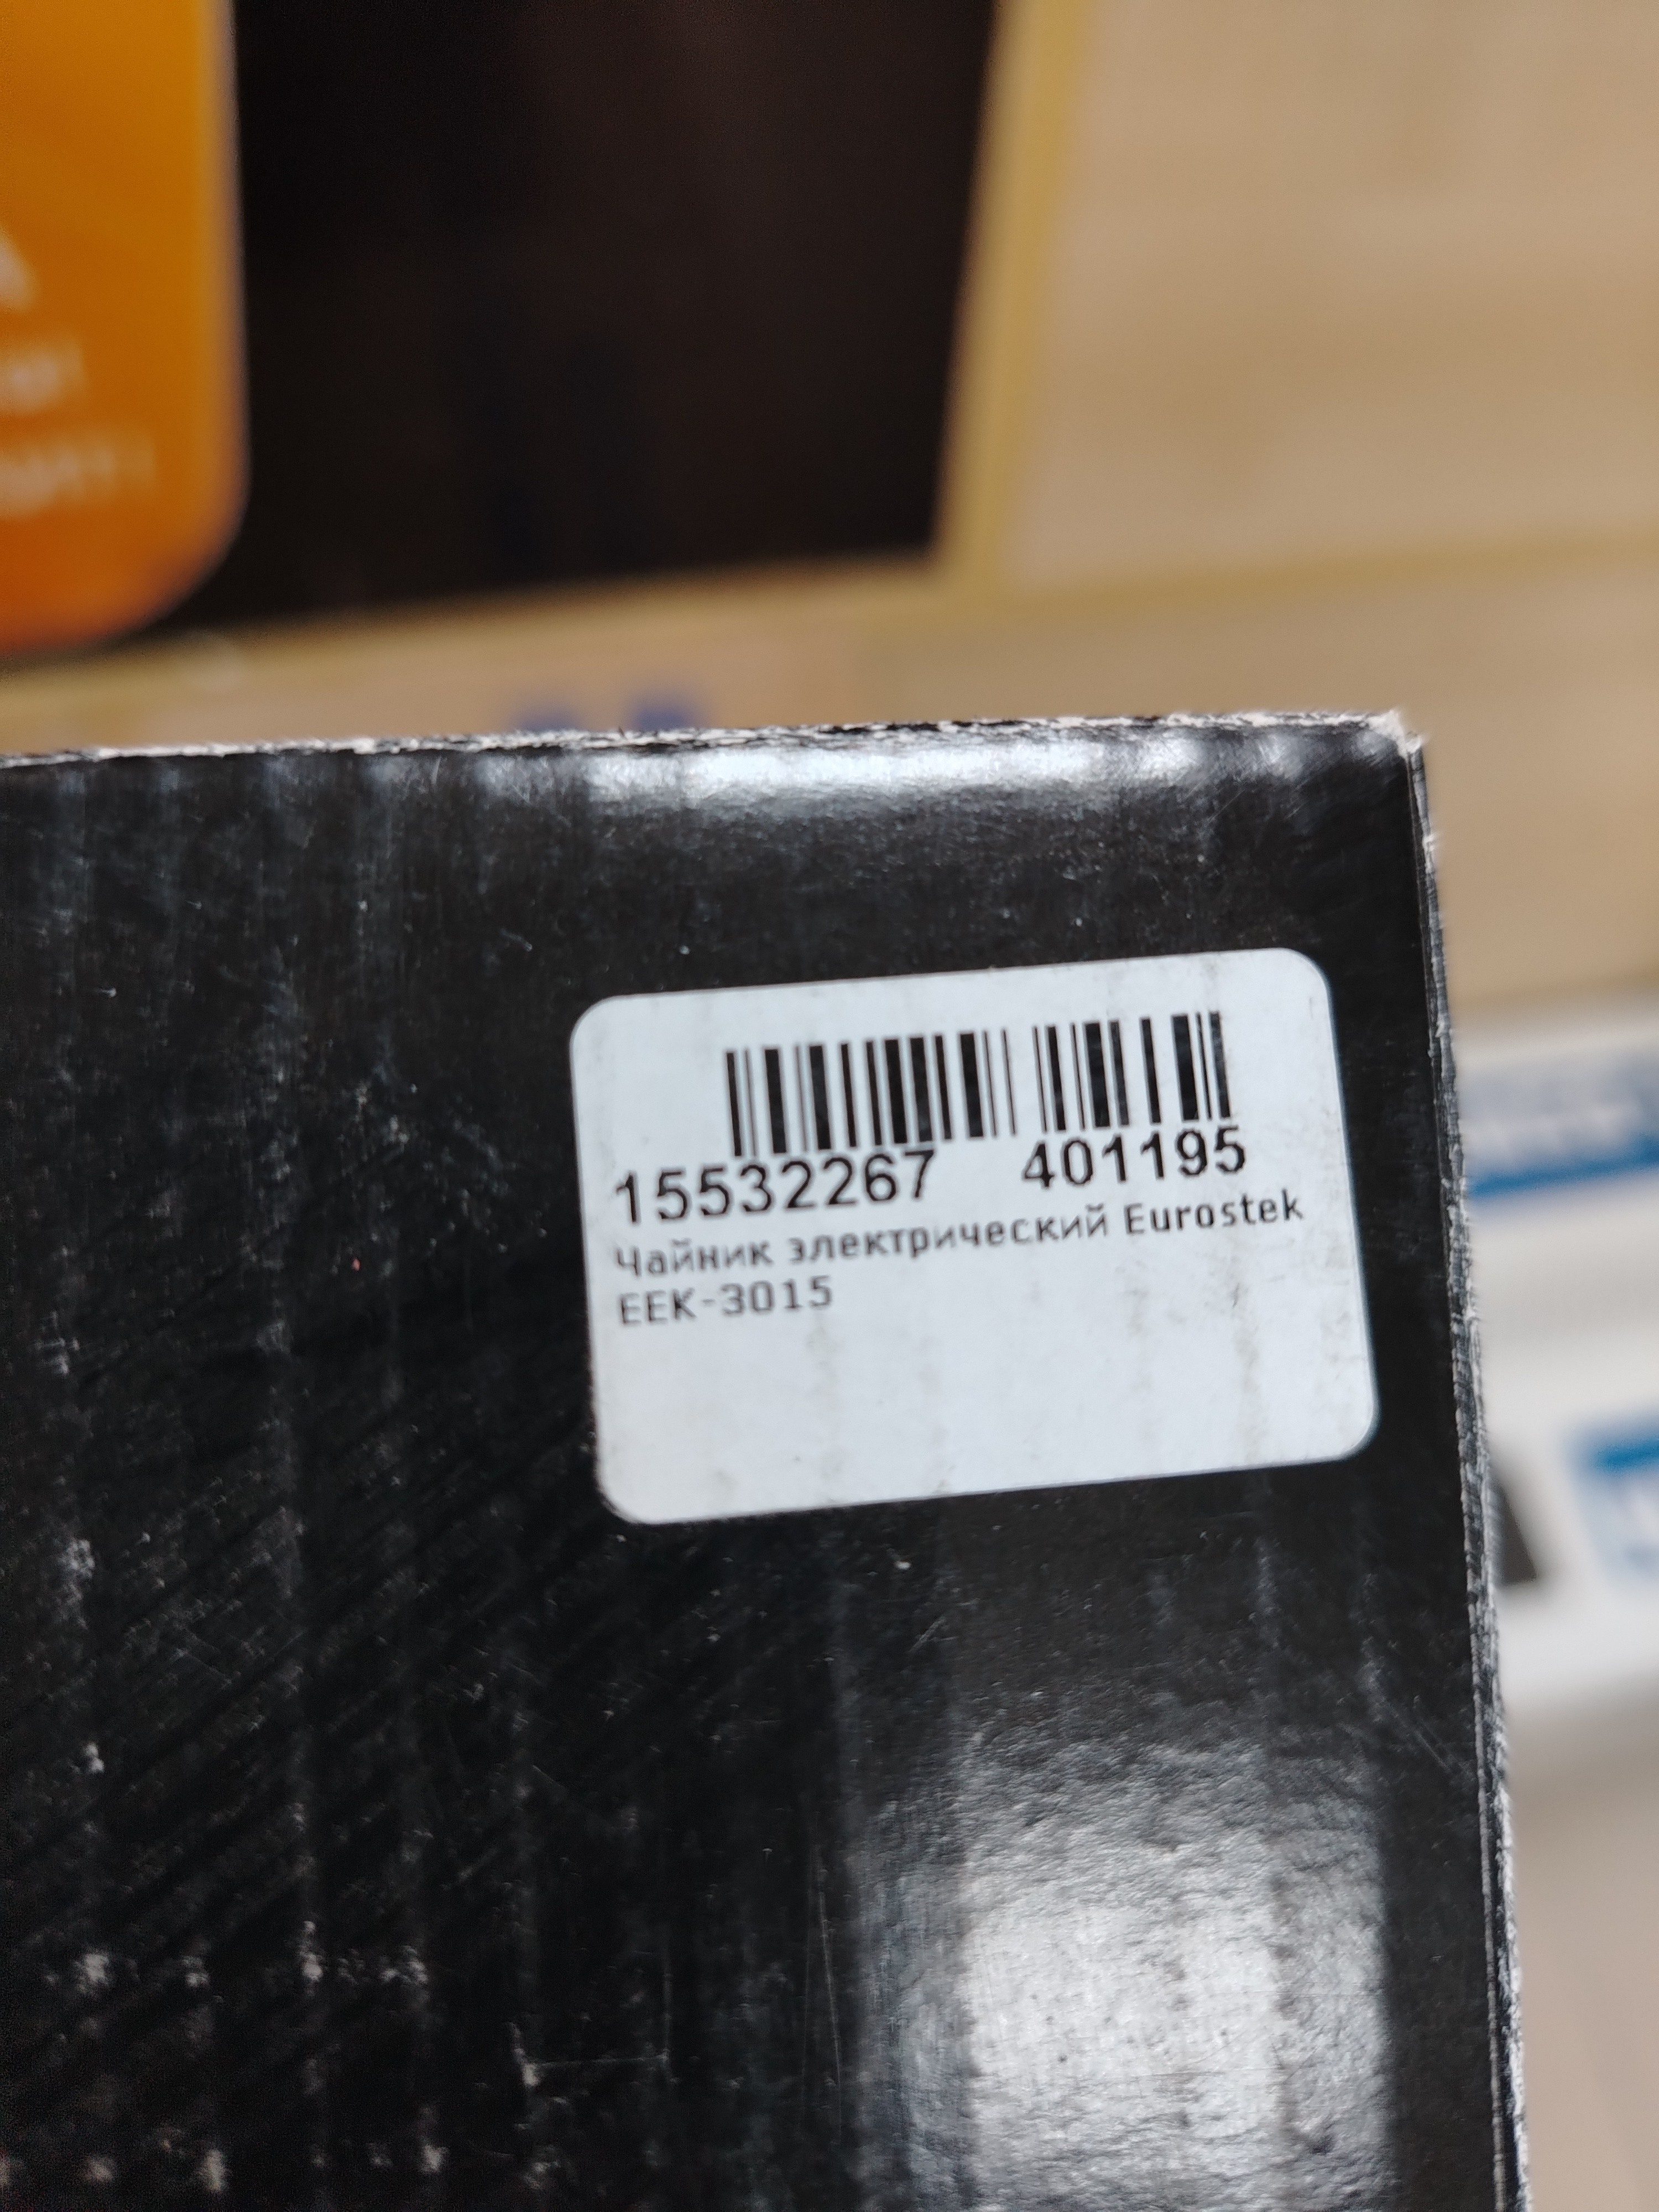 15532267 401195
Чайник электрический Eurostek
EEK-3015